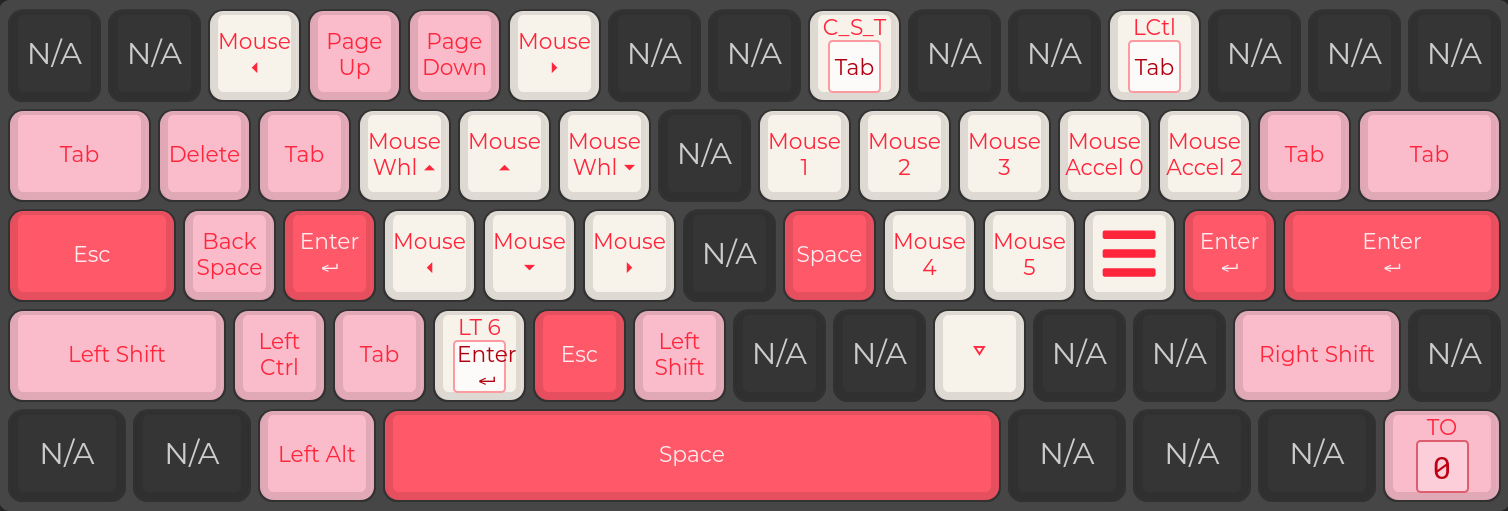 N/A N/A Mouse ◂ Page Up Page Down Mouse ▸ N/A N/A C_S_T Tab N/A N/A LCtl Tab N/A N/A N/A
Tab Delete Tab Mouse Whl ▴ Mouse ▴ Mouse Whl ▾ N/A Mouse 1 Mouse 2 Mouse 3 Mouse Accel 0 Mouse Accel 2 Tab Tab
Esc Back Space Enter ↵ Mouse ◂ Mouse ▾ Mouse ▸ N/A Space Mouse 4 Mouse 5 Enter ↵ Enter ↵
Left Shift Left Ctrl Tab LT 6 Enter ↵ Esc Left Shift N/A N/A ▽ N/A N/A Right Shift N/A
N/A N/A Left Alt Space N/A N/A N/A TO 0